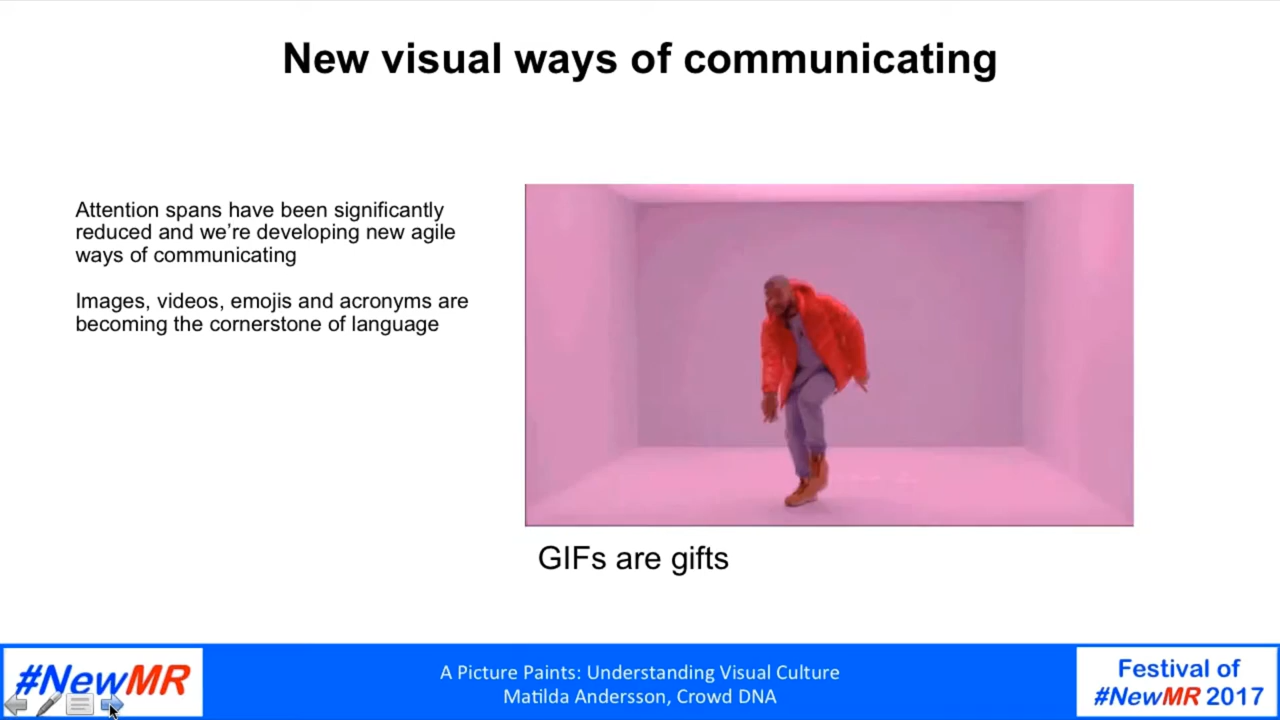 New visual ways of communicating
Attention spans have been significantly
reduced and we’re developing new agile
ways of communicating
Images, videos, emojis and acronyms are
becoming the cornerstone of language
GIFs are gifts
#NewMR
A Picture Paints: Understanding Visual Culture
Matilda Andersson, Crowd DNA
Festival of
#NewMR 2017